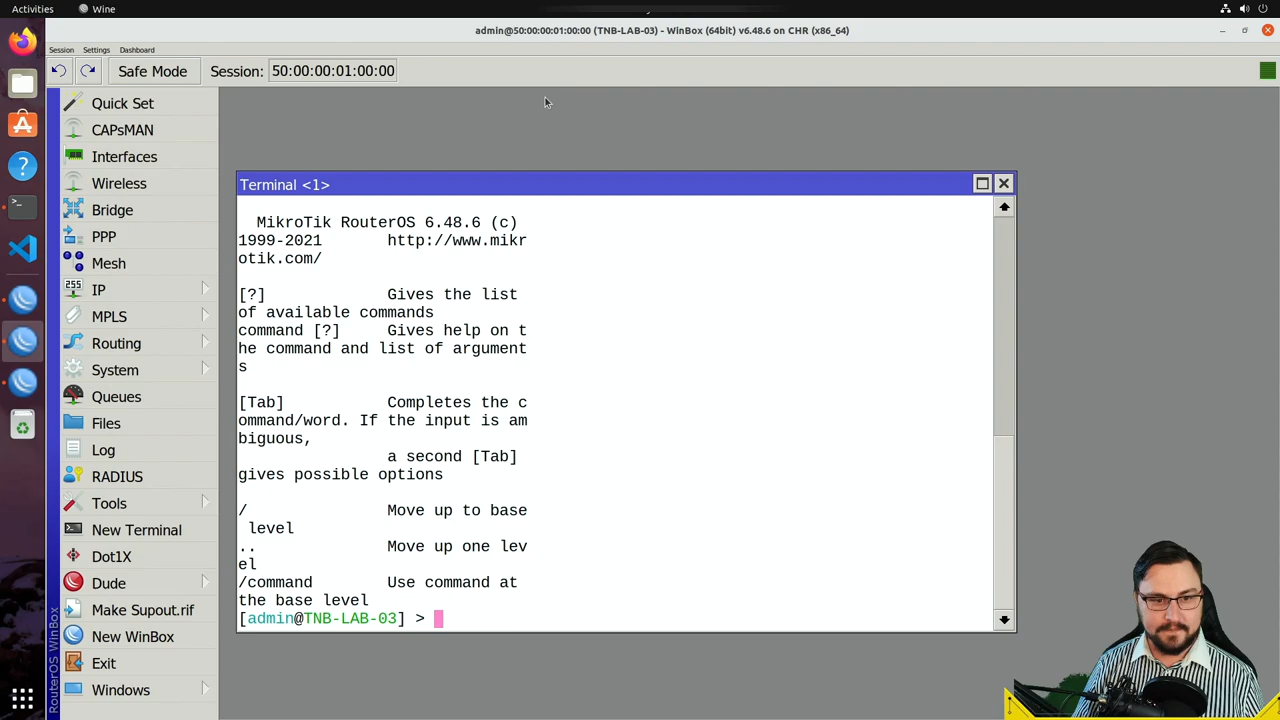 Activities
Wine
admin@50:00:00:01:00:00 (TNB-LAB-03) - WinBox (64bit) v6.48.6 on CHR (x86_64)
Session Settings Dashboard
Safe Mode Session: 50:00:00:01:00:00
Quick Set
CAPsMAN
Interfaces
Wireless
Bridge
PPP
Mesh
255
IP
MPLS
Routing
System
Queues
Files
Log
RADIUS
Tools
New Terminal
Dot1X
Dude
Make Supout.rif
New WinBox
Exit
Windows
RouterOS WinBox
Terminal <1>
MikroTik RouterOS 6.48.6 (c)
1999-2021 http://www.mikr
otik.com/
[?] Gives the list
of available commands
command [?] Gives help on t
he command and list of argument
s
[Tab] Completes the c
ommand/word. If the input is am
biguous,
a second [Tab]
gives possible options
/ Move up to base
level
.. Move up one lev
el
/command Use command at
the base level
[admin@TNB-LAB-03] >